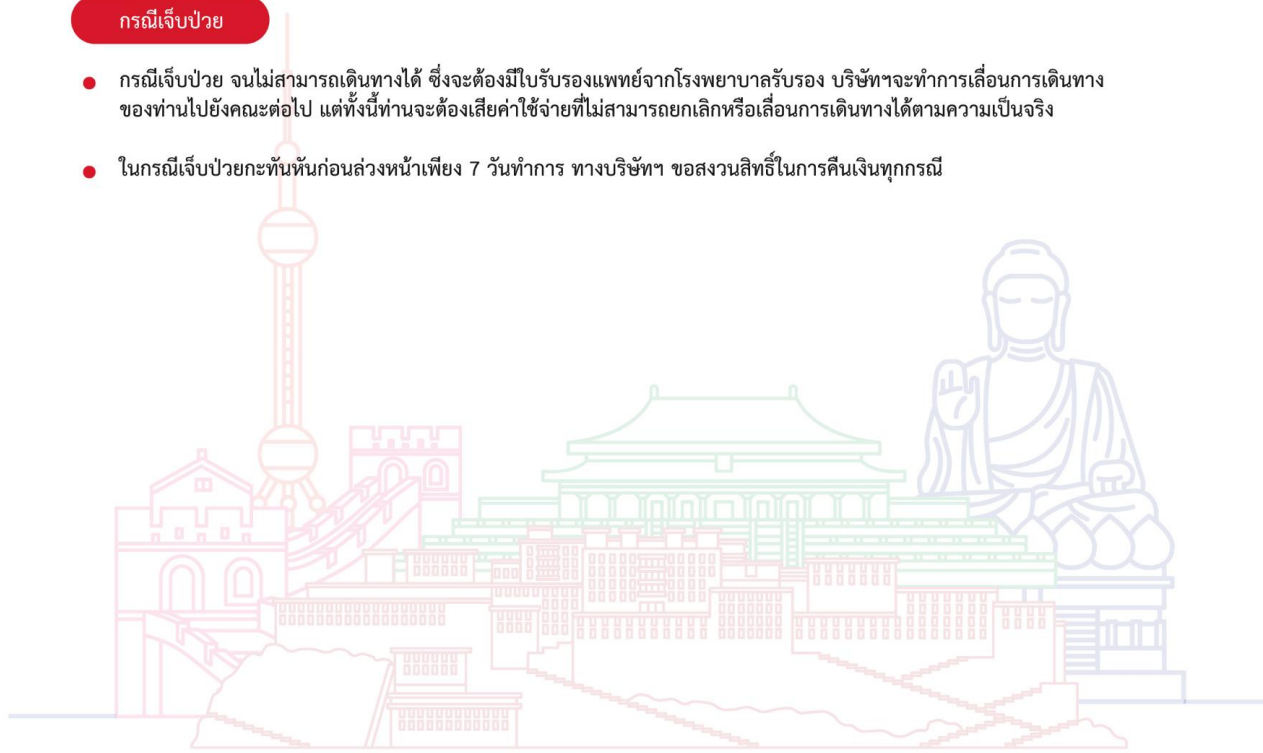 กรณีเจ็บป่วย
● กรณีเจ็บป่วย จนไม่สามารถเดินทางได้ ซึ่งจะต้องมีใบรับรองแพทย์จากโรงพยาบาลรับรอง บริษัทฯจะทำการเลื่อนการเดินทาง
ของท่านไปยังคณะต่อไป แต่ทั้งนี้ท่านจะต้องเสียค่าใช้จ่ายที่ไม่สามารถยกเลิกหรือเลื่อนการเดินทางได้ตามความเป็นจริง
● ในกรณีเจ็บป่วยกะทันหันก่อนล่วงหน้าเพียง 7 วันทำการ ทางบริษัทฯ ขอสงวนสิทธิ์ในการคืนเงินทุกกรณี